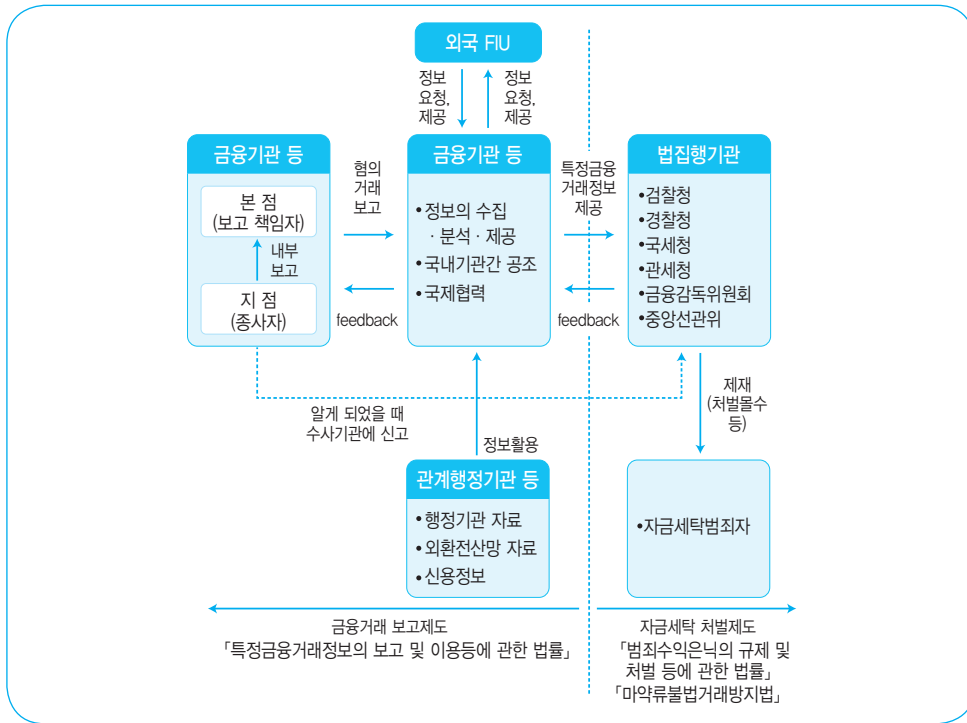 외국 FIU
정보
요청,
제공
정보
요청,
제공
금융기관 등
본 점
(보고 책임자)
내부
보고
지 점
(종사자)
혐의
거래
보고
feedback
금융기관 등
•정보의 수집
· 분석 · 제공
•국내기관간 공조
•국제협력
특정금융
거래정보
제공
feedback
법집행기관
•검찰청
•경찰청
•국세청
•관세청
•금융감독위원회
•중앙선관위
알게 되었을 때
수사기관에 신고
정보활용
제재
(처벌몰수
등)
관계행정기관 등
•행정기관 자료
•외환전산망 자료
•신용정보
•자금세탁범죄자
금융거래 보고제도
「특정금융거래정보의 보고 및 이용등에 관한 법률」
자금세탁 처벌제도
「범죄수익은닉의 규제 및
처벌 등에 관한 법률」
「마약류불법거래방지법」